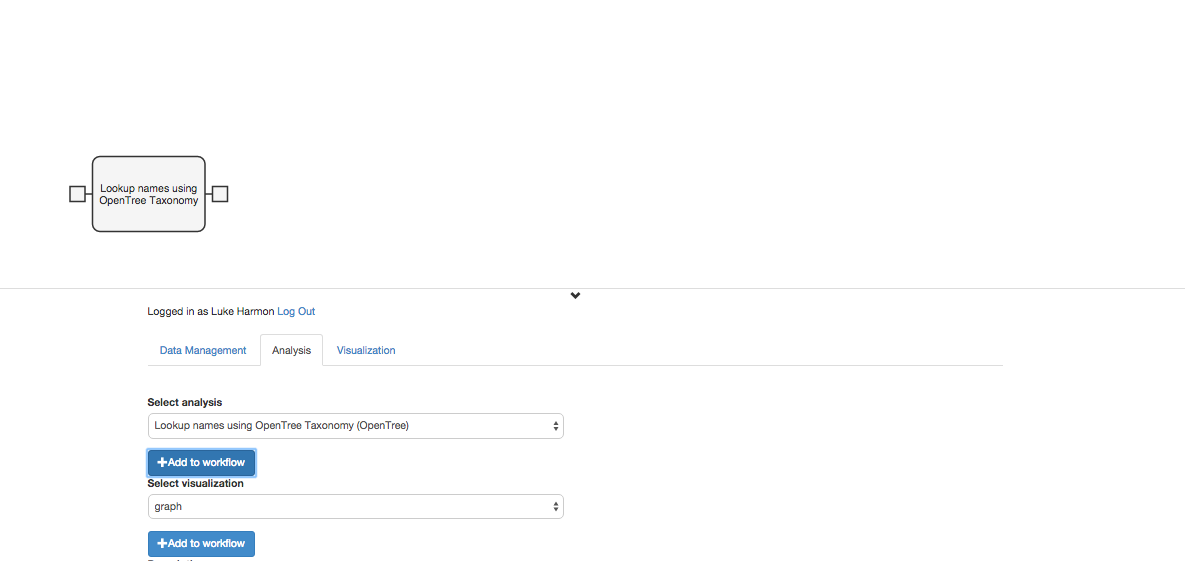 Lookup names using
OpenTree Taxonomy
Logged in as Luke Harmon Log Out
Data Management Analysis Visualization
Select analysis
Lookup names using OpenTree Taxonomy (OpenTree)
+Add to workflow
Select visualization
graph
+Add to workflow